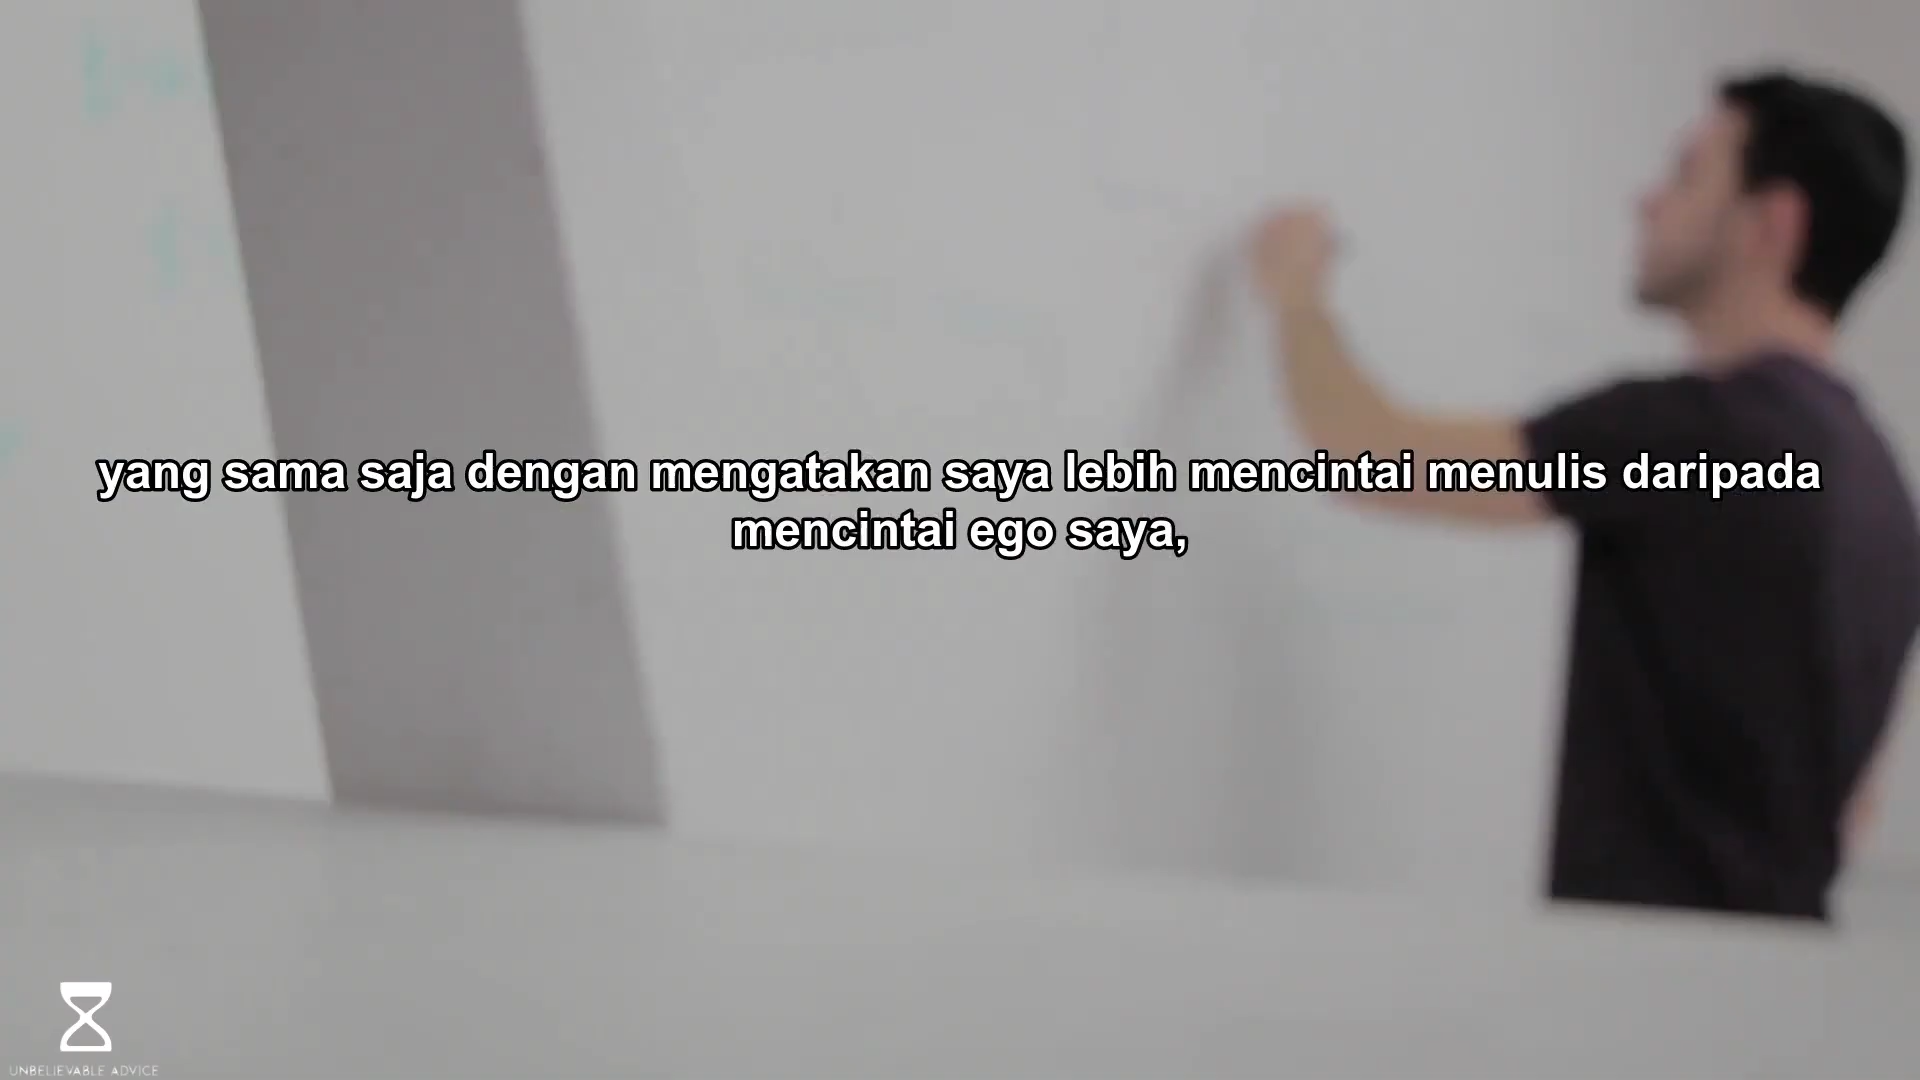 yang sama saja dengan mengatakan saya lebih mencintai menulis daripada
mencintai ego saya,
UNBELIEVABLE ADVICE